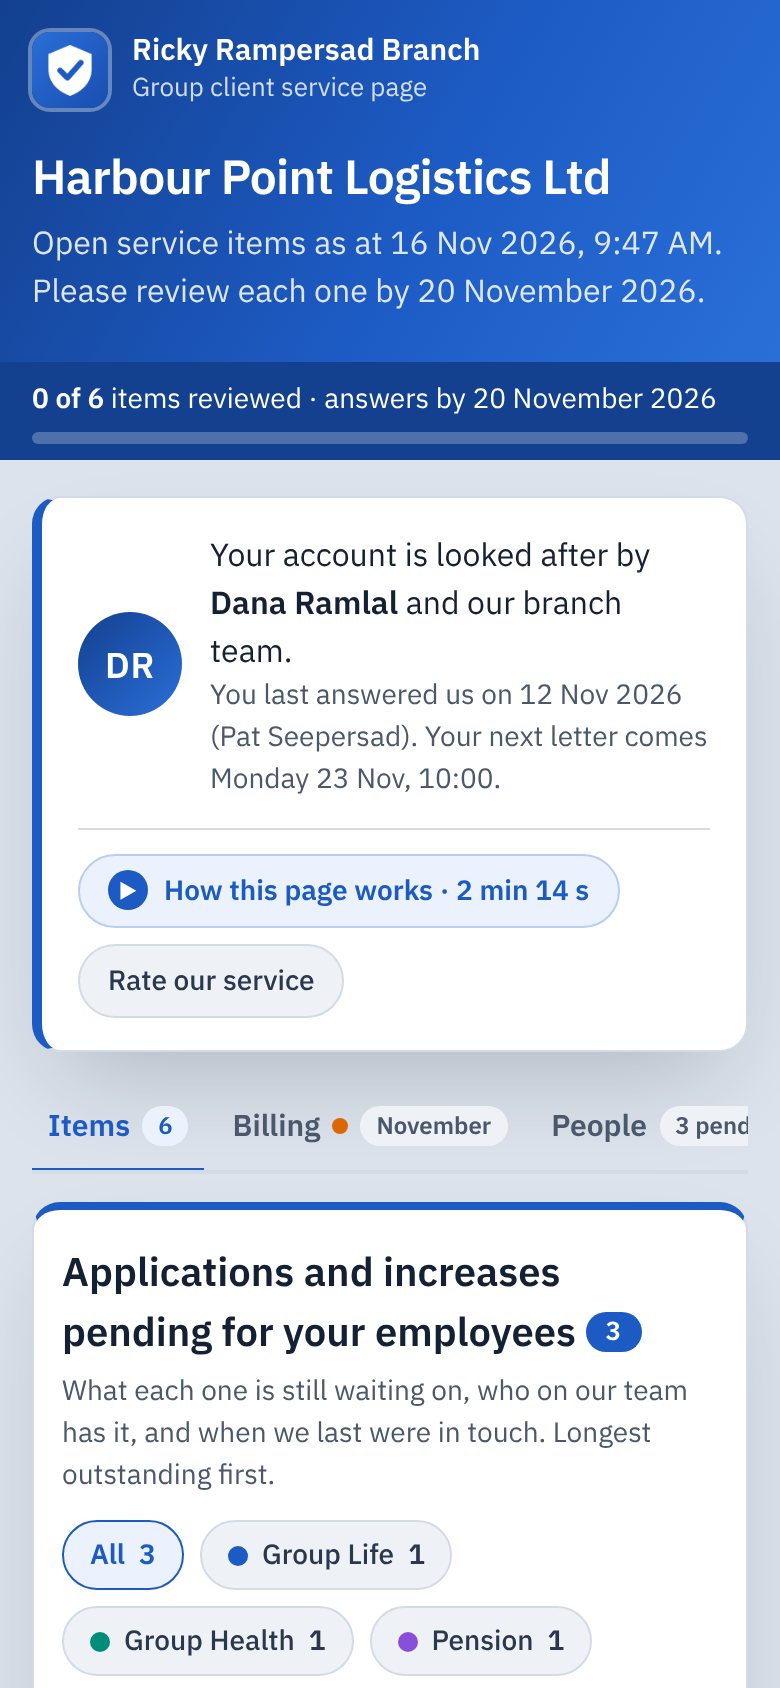 Ricky Rampersad Branch
Group client service page
Harbour Point Logistics Ltd
Open service items as at 16 Nov 2026, 9:47 AM.
Please review each one by 20 November 2026.
0 of 6 items reviewed · answers by 20 November 2026
Your account is looked after by
Dana Ramlal and our branch
team.
DR
You last answered us on 12 Nov 2026
(Pat Seepersad). Your next letter comes
Monday 23 Nov, 10:00.
How this page works · 2 min 14 s
Rate our service
Items 6 Billing November People 3 pend
Applications and increases
pending for your employees 3
What each one is still waiting on, who on our team
has it, and when we last were in touch. Longest
outstanding first.
All 3 Group Life 1
Group Health 1 Pension 1